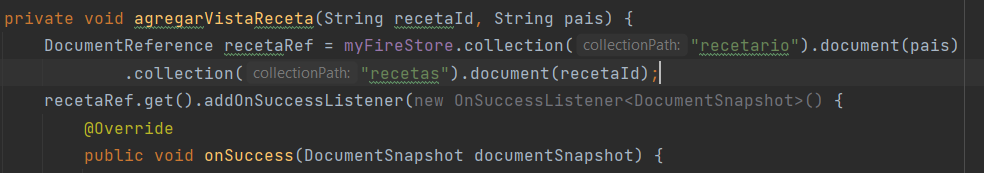 private void agregarVistaReceta(String recetaId, String pais) {
DocumentReference recetaRef = myFireStore.collection( collectionPath: "recetario").document(pais)
.collection( collectionPath: "recetas").document(recetaId);
recetaRef.get().addOnSuccessListener(new OnSuccessListener<DocumentSnapshot>() {
@Override
public void onSuccess(DocumentSnapshot documentSnapshot) {